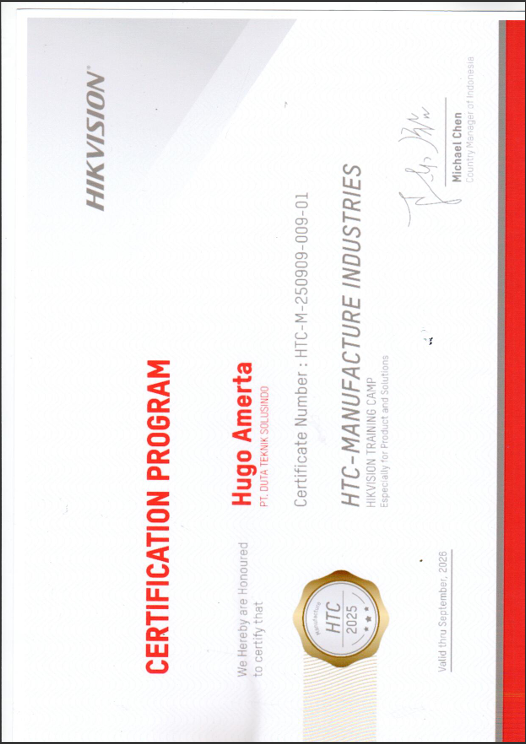 HIKVISION®
CERTIFICATION PROGRAM
We Hereby are Honoured
to certify that
Hugo Amerta
PT. DUTA TEKNIK SOLUSINDO
Certificate Number : HTC-M-250909-009-01
HTC-MANUFACTURE INDUSTRIES
HIKVISION TRAINING CAMP
Especially for Product and Solutions
Manufacturing
HTC
2025
Valid thru September, 2026
Michael Chen
Country Manager of Indonesia